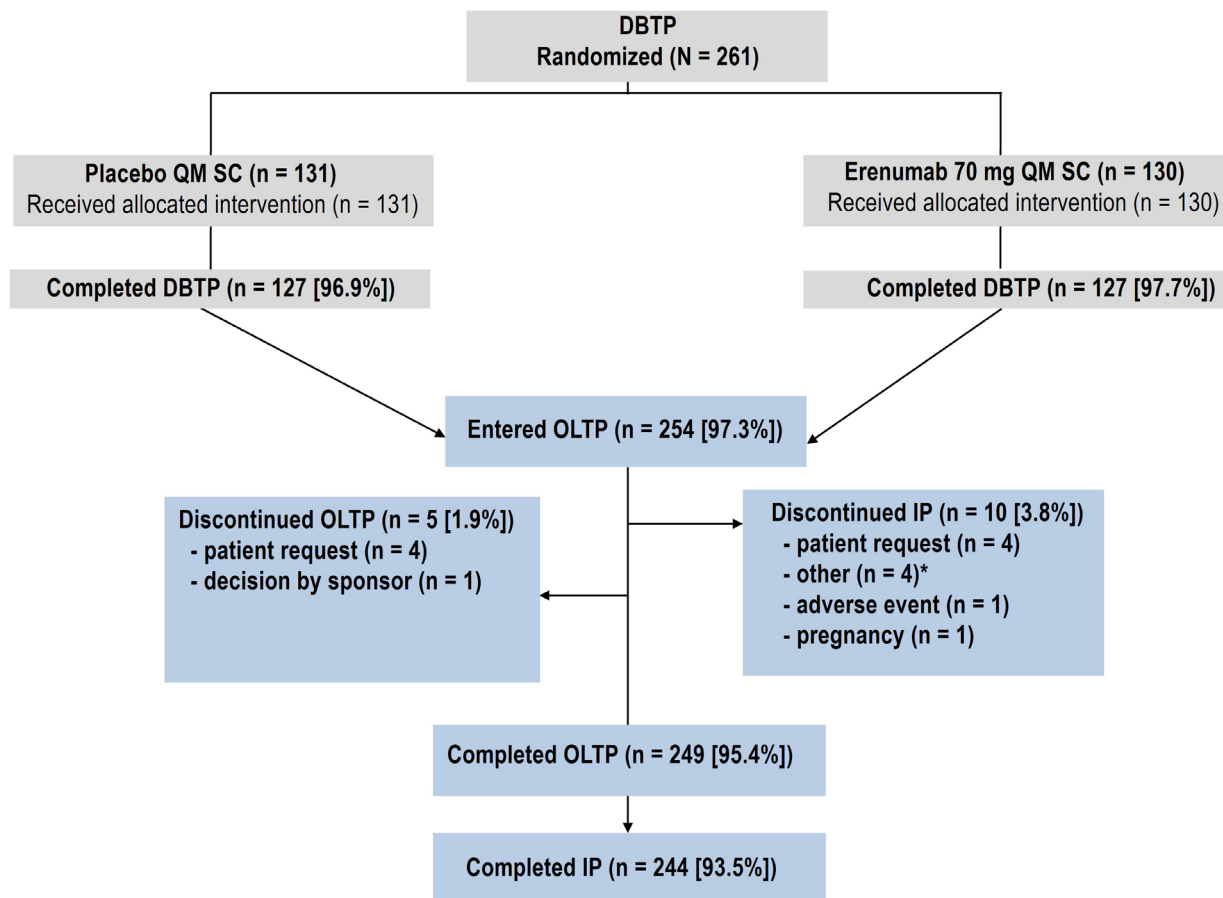 DBTP
Randomized (N = 261)
Placebo QM SC (n = 131)
Received allocated intervention (n = 131)
Erenumab 70 mg QM SC (n = 130)
Received allocated intervention (n = 130)
Completed DBTP (n = 127 [96.9%])
Completed DBTP (n = 127 [97.7%])
Entered OLTP (n = 254 [97.3%])
Discontinued OLTP (n = 5 [1.9%])
- patient request (n = 4)
- decision by sponsor (n = 1)
Discontinued IP (n = 10 [3.8%])
- patient request (n = 4)
- other (n = 4)*
- adverse event (n = 1)
- pregnancy (n = 1)
Completed OLTP (n = 249 [95.4%])
Completed IP (n = 244 [93.5%])